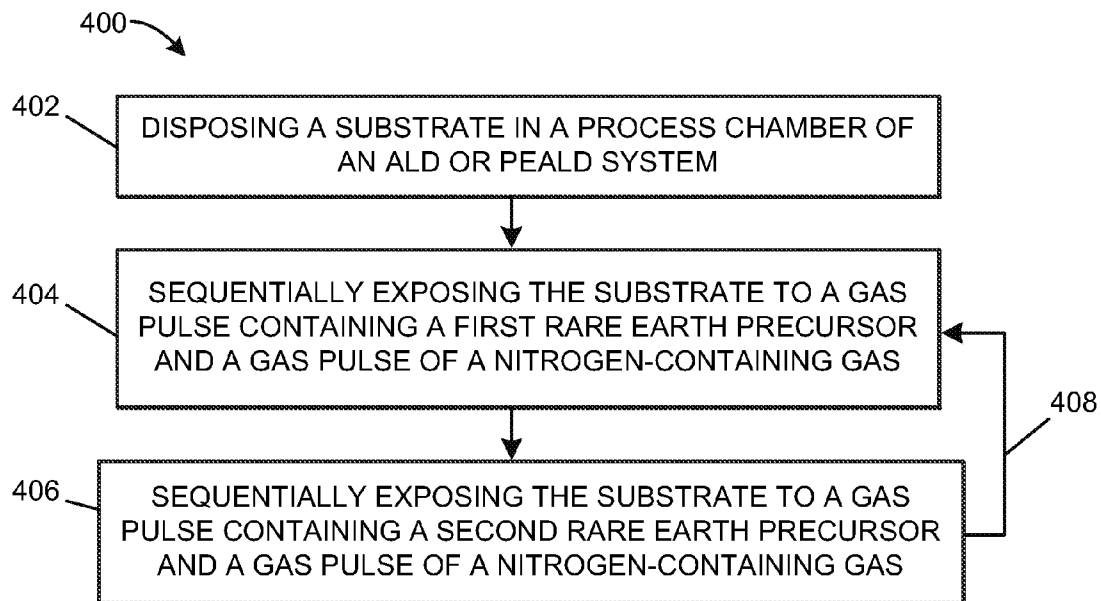 400
402
DISPOSING A SUBSTRATE IN A PROCESS CHAMBER OF
AN ALD OR PEALD SYSTEM
404
SEQUENTIALLY EXPOSING THE SUBSTRATE TO A GAS
PULSE CONTAINING A FIRST RARE EARTH PRECURSOR
AND A GAS PULSE OF A NITROGEN-CONTAINING GAS
408
406
SEQUENTIALLY EXPOSING THE SUBSTRATE TO A GAS
PULSE CONTAINING A SECOND RARE EARTH PRECURSOR
AND A GAS PULSE OF A NITROGEN-CONTAINING GAS